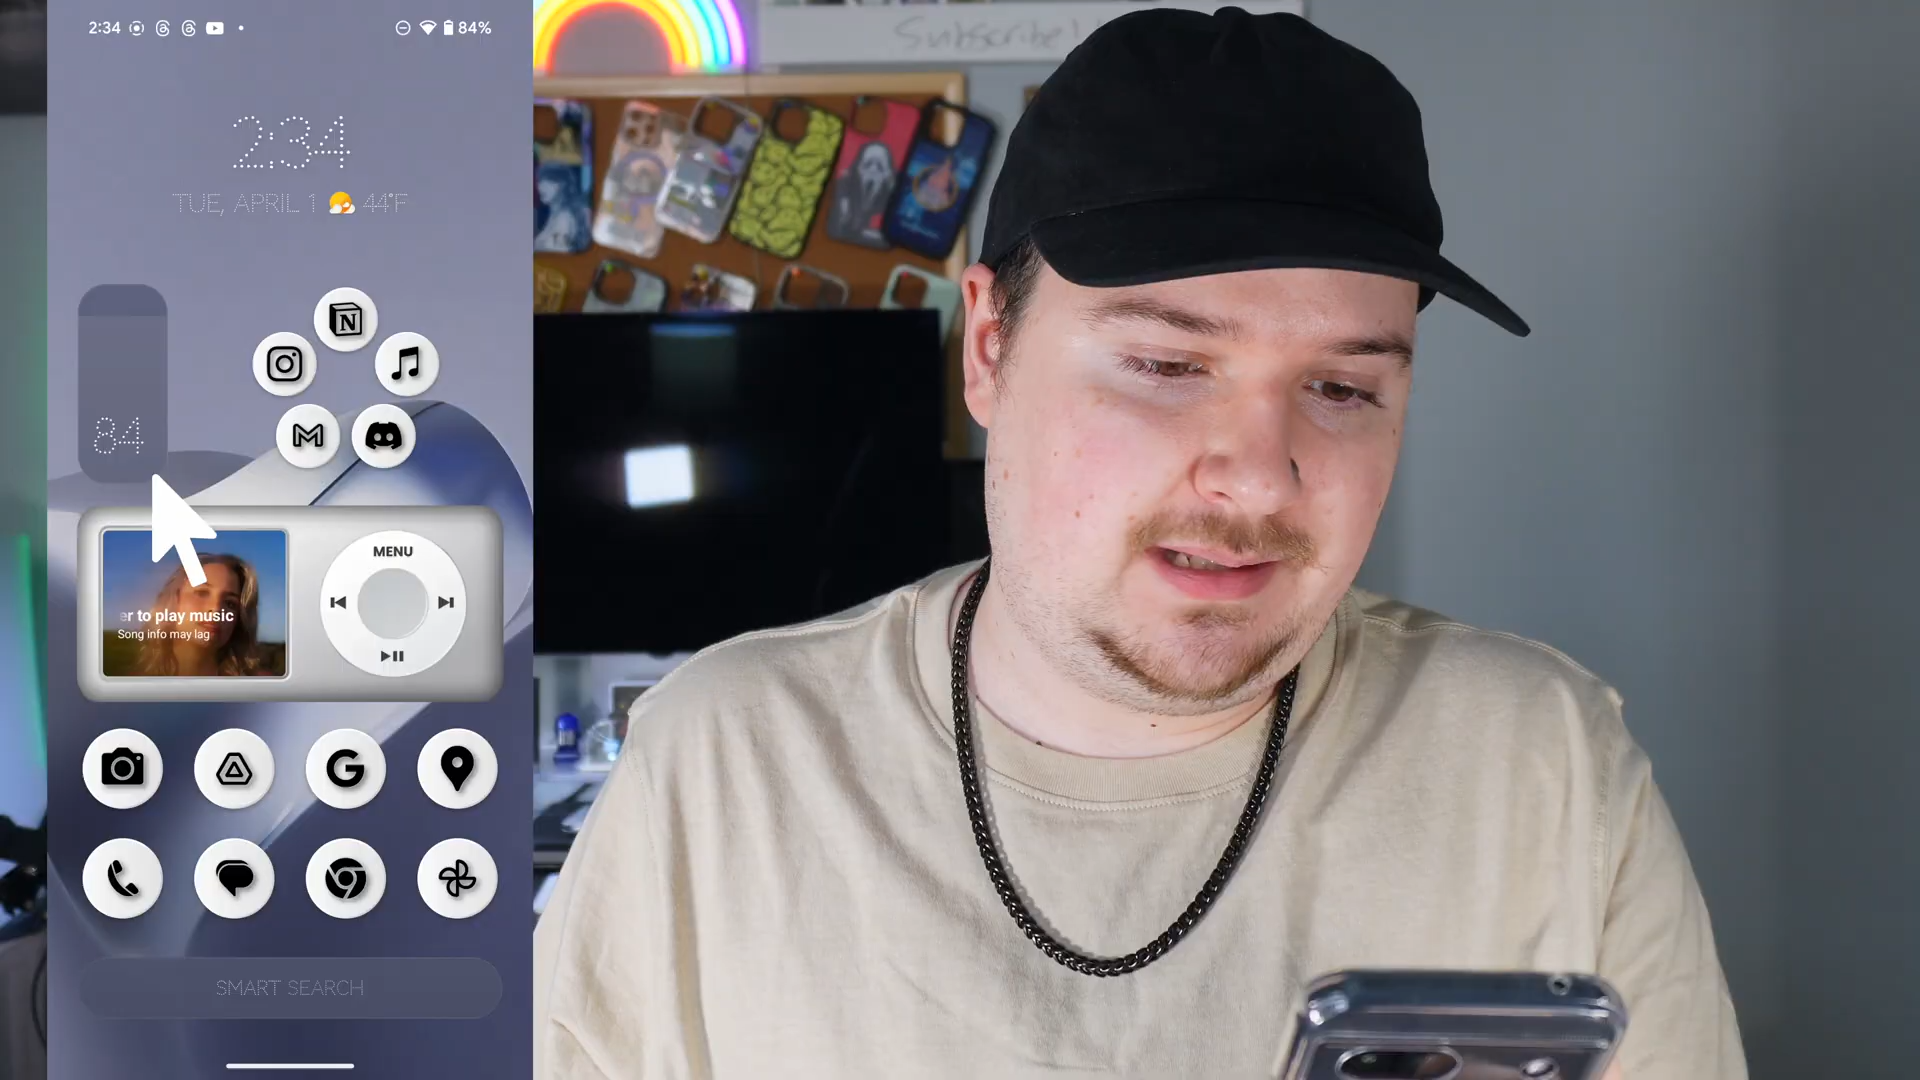 2:34
84%
Subscribe!
2:34
TUE, APRIL 1 44°F
N
84
MENU
er to play music
Song info may lag
SMART SEARCH